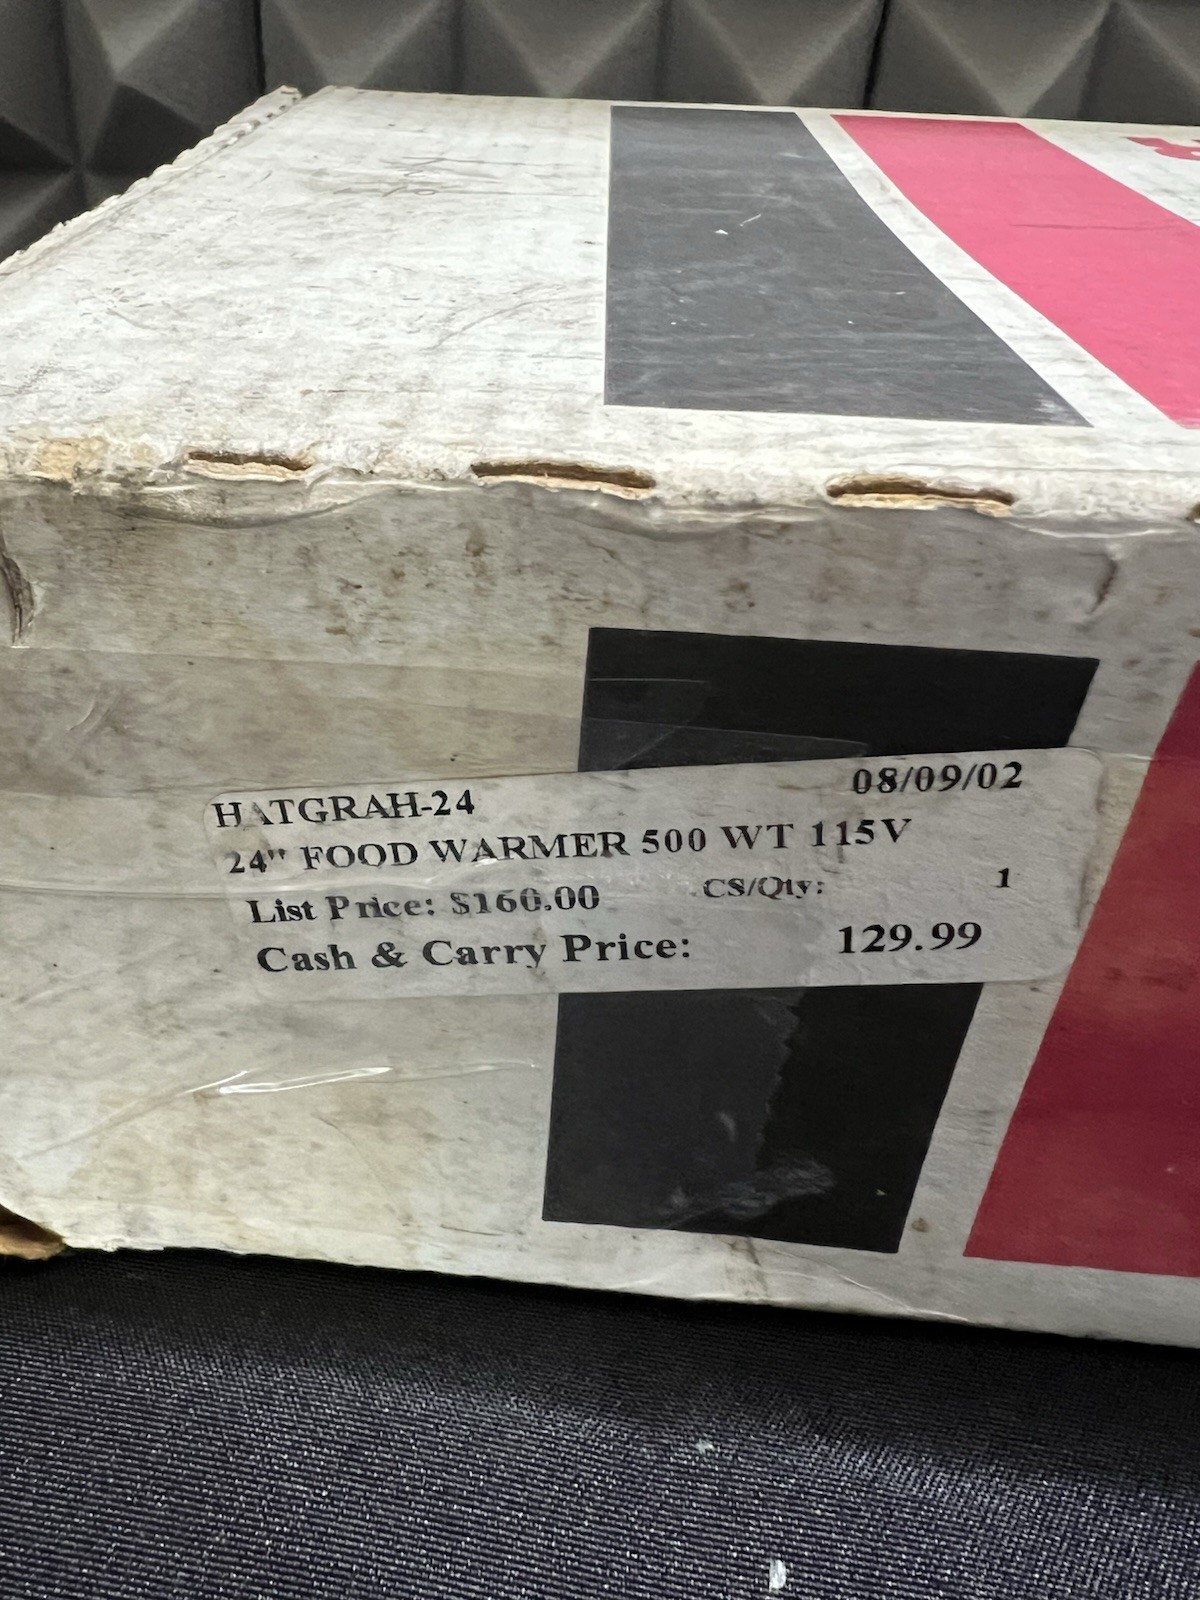 HATGRAH-24 08/09/02
24" FOOD WARMER 500 WT 115V
List Price: $160.00 CS/Qty: 1
Cash & Carry Price: 129.99